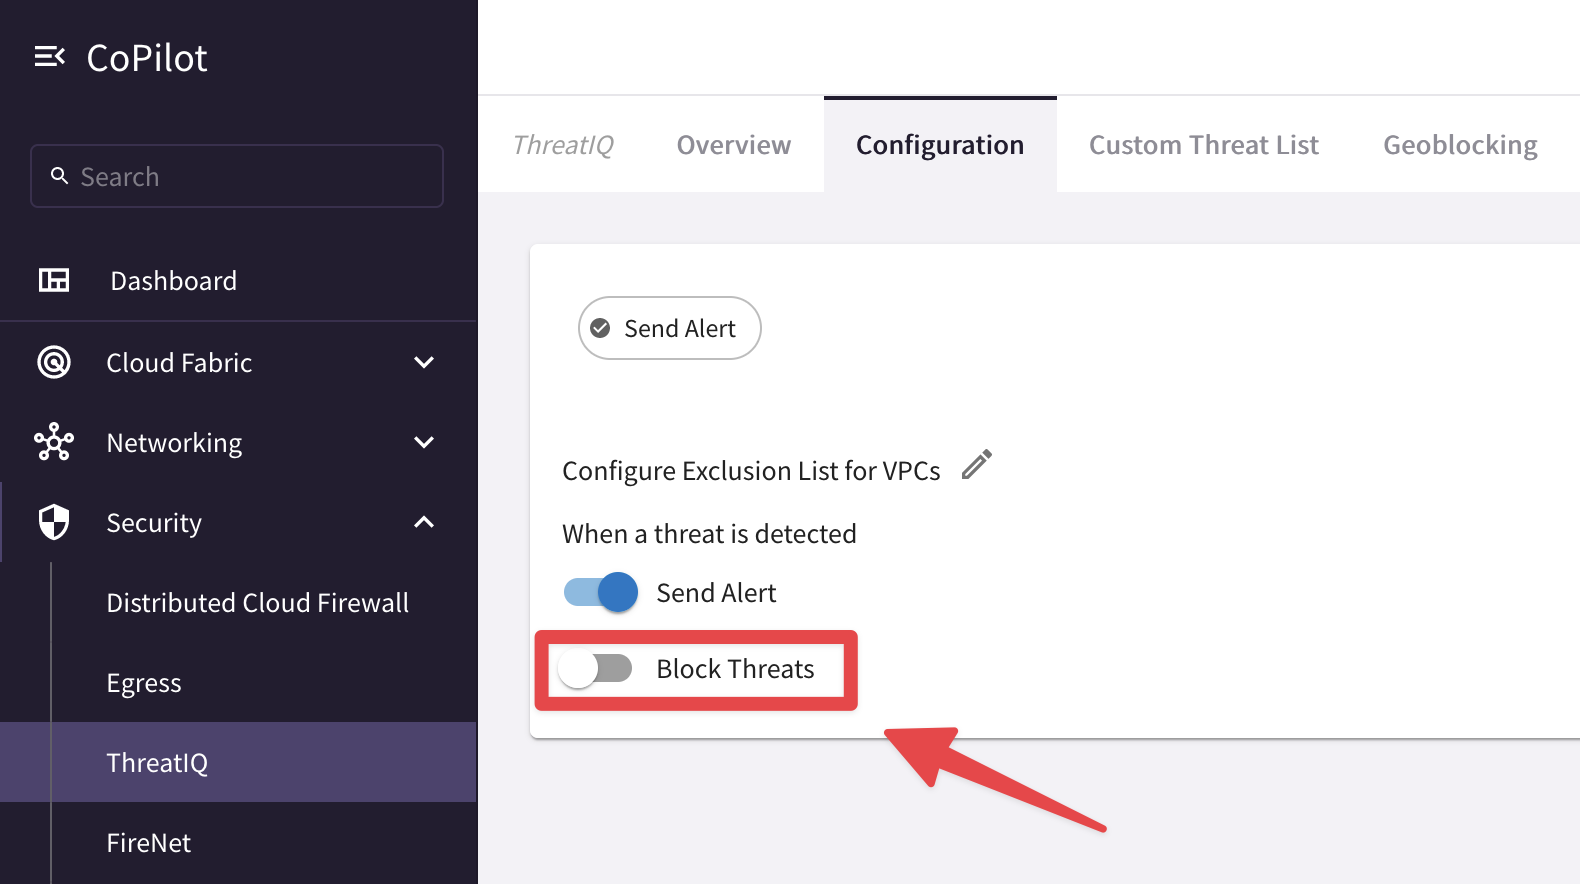 CoPilot
Search
Dashboard
Cloud Fabric
Networking
Security
Distributed Cloud Firewall
Egress
ThreatIQ
FireNet
ThreatIQ Overview Configuration Custom Threat List Geoblocking
Send Alert
Configure Exclusion List for VPCs
When a threat is detected
Send Alert
Block Threats